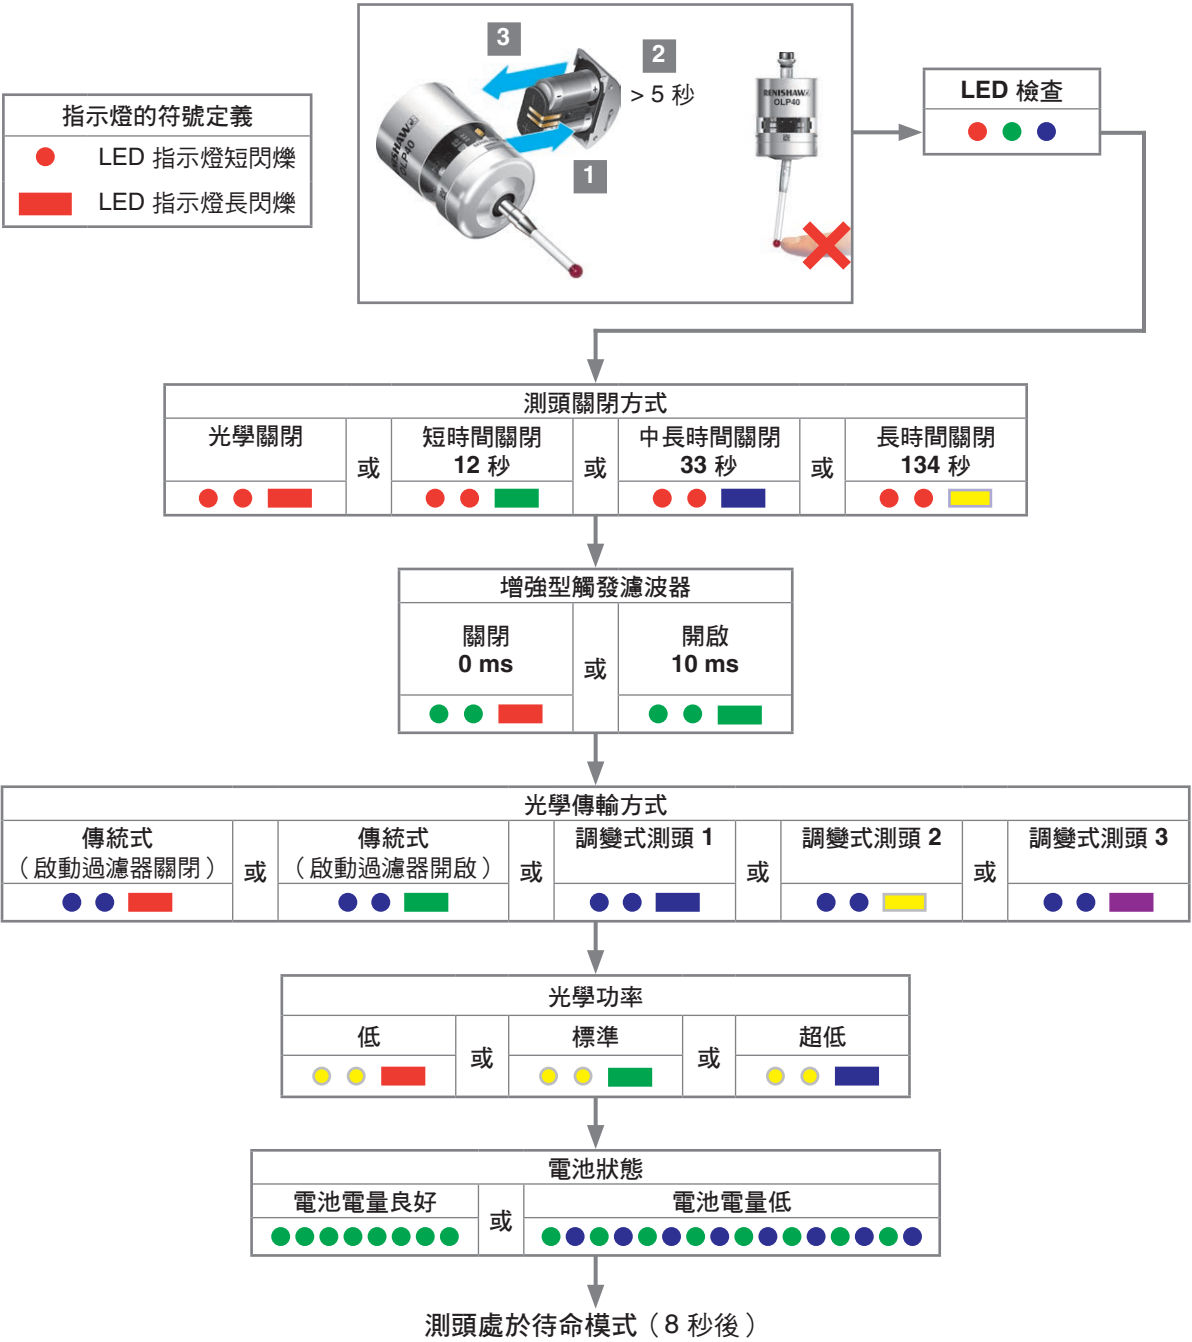 3
2
> 5 秒
1
RENISHAW
OLP40
RENISHAW
OLP40
LED 檢查
指示燈的符號定義
LED 指示燈短閃爍
LED 指示燈長閃爍
測頭關閉方式
光學關閉
或
短時間關閉
12 秒
或
中長時間關閉
33 秒
或
長時間關閉
134 秒
增強型觸發濾波器
關閉
0 ms
或
開啟
10 ms
光學傳輸方式
傳統式
（啟動過濾器關閉）
或
傳統式
（啟動過濾器開啟）
或
調變式測頭 1
或
調變式測頭 2
或
調變式測頭 3
光學功率
低
或
標準
或
超低
電池狀態
電池電量良好
或
電池電量低
測頭處於待命模式（8 秒後）